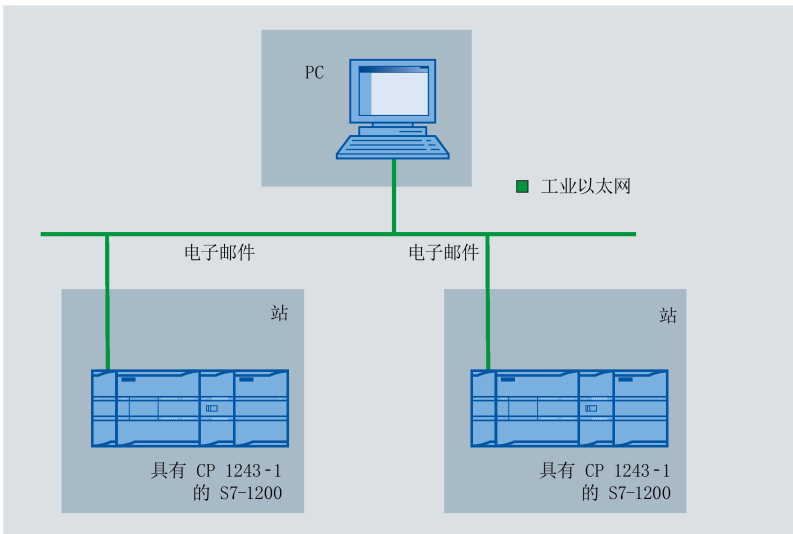 PC
工业以太网
电子邮件
电子邮件
站
站
具有 CP 1243-1
的 S7-1200
具有 CP 1243-1
的 S7-1200